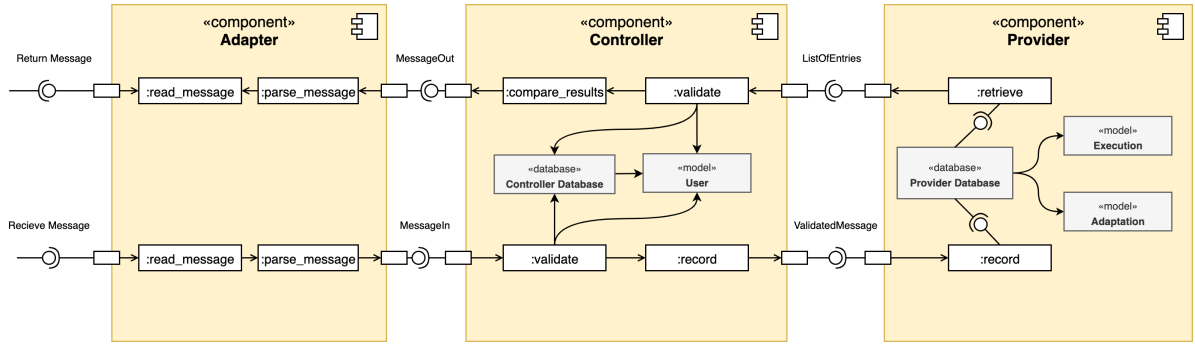 «component»
Adapter
«component»
Controller
«component»
Provider
Return Message
MessageOut
ListOfEntries
:read_message
:parse_message
:compare_results
:validate
:retrieve
«database»
Controller Database
«model»
User
«database»
Provider Database
«model»
Execution
«model»
Adaptation
Recieve Message
MessageIn
ValidatedMessage
:read_message
:parse_message
:validate
:record
:record